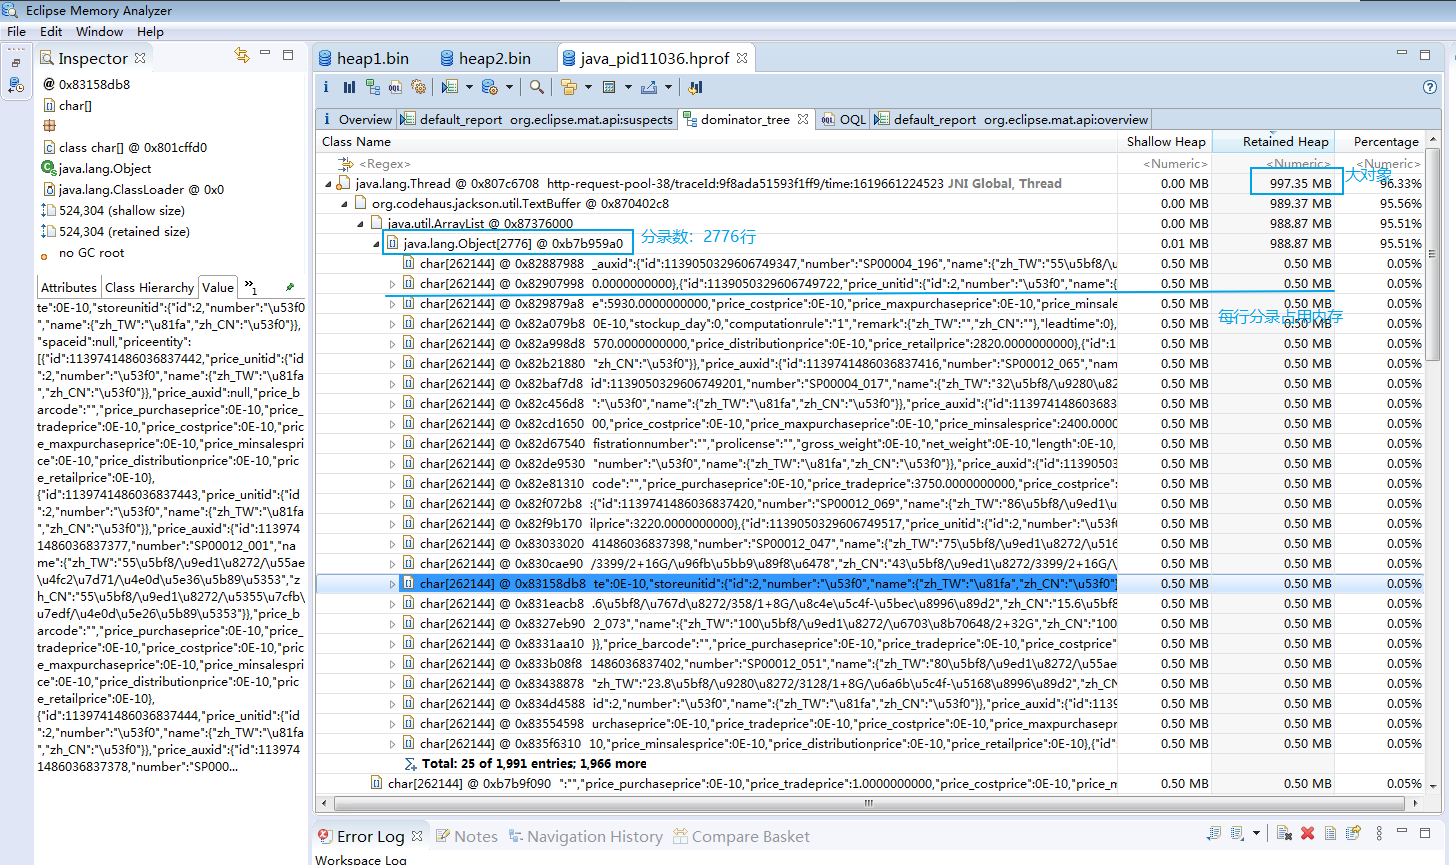 Eclipse Memory Analyzer
File Edit Window Help
Inspector
@ 0x83158db8
char[]
class char[] @ 0x801cffd0
java.lang.Object
java.lang.ClassLoader @ 0x0
524,304 (shallow size)
524,304 (retained size)
no GC root
Attributes Class Hierarchy Value »1
te":0E-10,"storeunitid":{"id":2,"number":"\u53f0
","name":{"zh_TW":"\u81fa","zh_CN":"\u53f0"}},
"spaceid":null,"priceentity":
[{"id":1139741486036837442,"price_unitid":{"id
":2,"number":"\u53f0","name":{"zh_TW":"\u81fa
","zh_CN":"\u53f0"}},"price_auxid":null,"price_b
arcode":"","price_purchaseprice":0E-10,"price_
tradeprice":0E-10,"price_costprice":0E-10,"pric
e_maxpurchaseprice":0E-10,"price_minsalespri
ce":0E-10,"price_distributionprice":0E-10,"pric
e_retailprice":0E-10},
{"id":1139741486036837443,"price_unitid":{"id"
:2,"number":"\u53f0","name":{"zh_TW":"\u81fa
","zh_CN":"\u53f0"}},"price_auxid":{"id":113974
1486036837377,"number":"SP00012_001","na
me":{"zh_TW":"55\u5bf8/\u9ed1\u8272/\u55ae
\u4fc2\u7d71/\u4e0d\u5e36\u5b89\u5353","z
h_CN":"55\u5bf8/\u9ed1\u8272/\u5355\u7cfb\
u7edf/\u4e0d\u5e26\u5b89\u5353"}},"price_b
arcode":"","price_purchaseprice":0E-10,"price_
tradeprice":0E-10,"price_costprice":0E-10,"pric
e_maxpurchaseprice":0E-10,"price_minsalespri
ce":0E-10,"price_distributionprice":0E-10,"pric
e_retailprice":0E-10},
{"id":1139741486036837444,"price_unitid":{"id"
:2,"number":"\u53f0","name":{"zh_TW":"\u81fa
","zh_CN":"\u53f0"}},"price_auxid":{"id":113974
1486036837378,"number":"SP000...
heap1.bin heap2.bin java_pid11036.hprof
i Overview default_report org.eclipse.mat.api:suspects dominator_tree OQL default_report org.eclipse.mat.api:overview
Class Name Shallow Heap Retained Heap Percentage
<Regex> <Numeric> <Numeric> <Numeric>
java.lang.Thread @ 0x807c6708 http-request-pool-38/traceId:9f8ada51593f1ff9/time:1619661224523 JNI Global, Thread 0.00 MB 997.35 MB 96.33%
大对象
org.codehaus.jackson.util.TextBuffer @ 0x870402c8 0.00 MB 989.37 MB 95.56%
java.util.ArrayList @ 0x87376000 0.00 MB 988.87 MB 95.51%
java.lang.Object[2776] @ 0xb7b959a0 0.01 MB 988.87 MB 95.51%
分录数：2776行
char[262144] @ 0x82887988 _auxid":{"id":1139050329606749347,"number":"SP00004_196","name":{"zh_TW":"55\u5bf8/\u 0.50 MB 0.50 MB 0.05%
char[262144] @ 0x82907998 0.0000000000},{"id":1139050329606749722,"price_unitid":{"id":2,"number":"\u53f0","name":{ 0.50 MB 0.50 MB 0.05%
char[262144] @ 0x829879a8 e":5930.0000000000,"price_costprice":0E-10,"price_maxpurchaseprice":0E-10,"price_minsale 0.50 MB 0.50 MB 0.05%
每行分录占用内存
char[262144] @ 0x82a079b8 0E-10,"stockup_day":0,"computationrule":"1","remark":{"zh_TW":"","zh_CN":""},"leadtime":0}, 0.50 MB 0.50 MB 0.05%
char[262144] @ 0x82a998d8 570.0000000000,"price_distributionprice":0E-10,"price_retailprice":2820.0000000000},{"id":1 0.50 MB 0.50 MB 0.05%
char[262144] @ 0x82b21880 "zh_CN":"\u53f0"}},"price_auxid":{"id":1139741486036837416,"number":"SP00012_065","nam 0.50 MB 0.50 MB 0.05%
char[262144] @ 0x82baf7d8 id":1139050329606749201,"number":"SP00004_017","name":{"zh_TW":"32\u5bf8/\u9280\u82 0.50 MB 0.50 MB 0.05%
char[262144] @ 0x82c456d8 ":"\u53f0","name":{"zh_TW":"\u81fa","zh_CN":"\u53f0"}},"price_auxid":{"id":113974148603683 0.50 MB 0.50 MB 0.05%
char[262144] @ 0x82cd1650 00,"price_costprice":0E-10,"price_maxpurchaseprice":0E-10,"price_minsalesprice":2400.0000 0.50 MB 0.50 MB 0.05%
char[262144] @ 0x82d67540 fistrationnumber":"","prolicense":"","gross_weight":0E-10,"net_weight":0E-10,"length":0E-10, 0.50 MB 0.50 MB 0.05%
char[262144] @ 0x82de9530 "number":"\u53f0","name":{"zh_TW":"\u81fa","zh_CN":"\u53f0"}},"price_auxid":{"id":1139050 0.50 MB 0.50 MB 0.05%
char[262144] @ 0x82e81310 code":"","price_purchaseprice":0E-10,"price_tradeprice":3750.0000000000,"price_costprice": 0.50 MB 0.50 MB 0.05%
char[262144] @ 0x82f072b8 :{"id":1139741486036837420,"number":"SP00012_069","name":{"zh_TW":"86\u5bf8/\u9ed1\u 0.50 MB 0.50 MB 0.05%
char[262144] @ 0x82f9b170 ilprice":3220.0000000000},{"id":1139050329606749517,"price_unitid":{"id":2,"number":"\u53f 0.50 MB 0.50 MB 0.05%
char[262144] @ 0x83033020 41486036837398,"number":"SP00012_047","name":{"zh_TW":"75\u5bf8/\u9ed1\u8272/\u516 0.50 MB 0.50 MB 0.05%
char[262144] @ 0x830cae90 /3399/2+16G/\u96fb\u5bb9\u89f8\u6478","zh_CN":"43\u5bf8/\u9ed1\u8272/3399/2+16G/\ 0.50 MB 0.50 MB 0.05%
char[262144] @ 0x83158db8 te":0E-10,"storeunitid":{"id":2,"number":"\u53f0","name":{"zh_TW":"\u81fa","zh_CN":"\u53f0"} 0.50 MB 0.50 MB 0.05%
char[262144] @ 0x831eacb8 .6\u5bf8/\u767d\u8272/358/1+8G/\u8c4e\u5c4f-\u5bec\u8996\u89d2","zh_CN":"15.6\u5bf8 0.50 MB 0.50 MB 0.05%
char[262144] @ 0x8327eb90 2_073","name":{"zh_TW":"100\u5bf8/\u9ed1\u8272/\u6703\u8b70648/2+32G","zh_CN":"100 0.50 MB 0.50 MB 0.05%
char[262144] @ 0x8331aa10 }},"price_barcode":"","price_purchaseprice":0E-10,"price_tradeprice":0E-10,"price_costprice" 0.50 MB 0.50 MB 0.05%
char[262144] @ 0x833b08f8 1486036837402,"number":"SP00012_051","name":{"zh_TW":"80\u5bf8/\u9ed1\u8272/\u55ae 0.50 MB 0.50 MB 0.05%
char[262144] @ 0x83438878 "zh_TW":"23.8\u5bf8/\u9280\u8272/3128/1+8G/\u6a6b\u5c4f-\u5168\u8996\u89d2","zh_CN 0.50 MB 0.50 MB 0.05%
char[262144] @ 0x834d4588 id":2,"number":"\u53f0","name":{"zh_TW":"\u81fa","zh_CN":"\u53f0"}},"price_auxid":{"id":1139 0.50 MB 0.50 MB 0.05%
char[262144] @ 0x83554598 urchaseprice":0E-10,"price_tradeprice":0E-10,"price_costprice":0E-10,"price_maxpurchasepr 0.50 MB 0.50 MB 0.05%
char[262144] @ 0x835f6310 10,"price_minsalesprice":0E-10,"price_distributionprice":0E-10,"price_retailprice":0E-10},{"id": 0.50 MB 0.50 MB 0.05%
Total: 25 of 1,991 entries; 1,966 more
char[262144] @ 0xb7b9f090 ":"","price_purchaseprice":0E-10,"price_tradeprice":1.0000000000,"price_costprice":0E-10,"price_m 0.50 MB 0.50 MB 0.05%
Error Log Notes Navigation History Compare Basket
Workspace Log